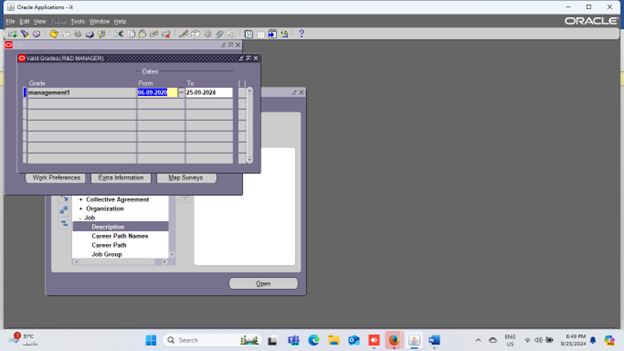 Oracle Applications - it
File Edit View Folder Tools Window Help
ORACLE
Valid Grades( R&D MANAGER)
Dates
Grade From To [ ]
management1 06-09-2020 25-09-2024
Work Preferences Extra Information Map Surveys
Collective Agreement
Organization
Job
Description
Career Path Names
Career Path
Job Group
Open
31°C
Search
ENG
US
6:49 PM
9/25/2024